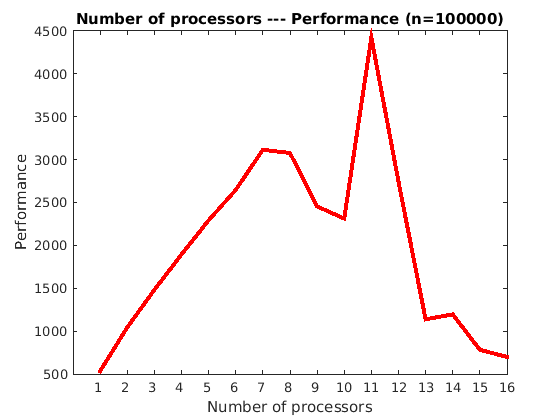 Number of processors --- Performance (n=100000)
4500
4000
3500
3000
2500
2000
1500
1000
500
Performance
1 2 3 4 5 6 7 8 9 10 11 12 13 14 15 16
Number of processors